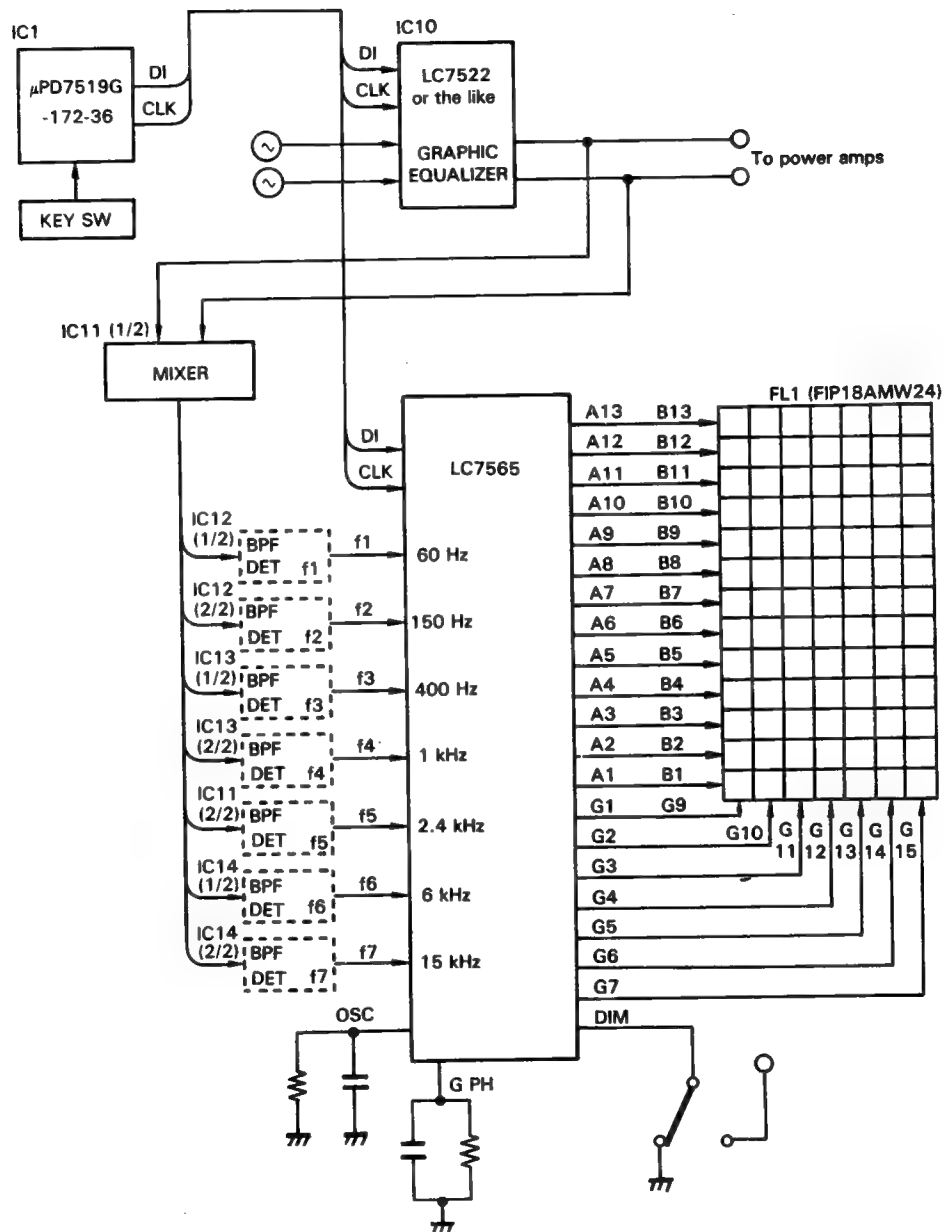 IC1
μPD7519G
-172-36
DI
CLK
KEY SW
IC10
DI
CLK
LC7522
or the like
GRAPHIC
EQUALIZER
To power amps
IC11 (1/2)
MIXER
FL1 (FIP18AMW24)
DI
CLK
LC7565
A13 B13
A12 B12
A11 B11
A10 B10
A9 B9
A8 B8
A7 B7
A6 B6
A5 B5
A4 B4
A3 B3
A2 B2
A1 B1
G1 G9
G2 G10
G3 G11
G4 G12
G5 G13
G6 G14
G7 G15
DIM
IC12
(1/2)
BPF
DET f1
f1
60 Hz
IC12
(2/2)
BPF
DET f2
f2
150 Hz
IC13
(1/2)
BPF
DET f3
f3
400 Hz
IC13
(2/2)
BPF
DET f4
f4
1 kHz
IC11
(2/2)
BPF
DET f5
f5
2.4 kHz
IC14
(1/2)
BPF
DET f6
f6
6 kHz
IC14
(2/2)
BPF
DET f7
f7
15 kHz
OSC
G PH